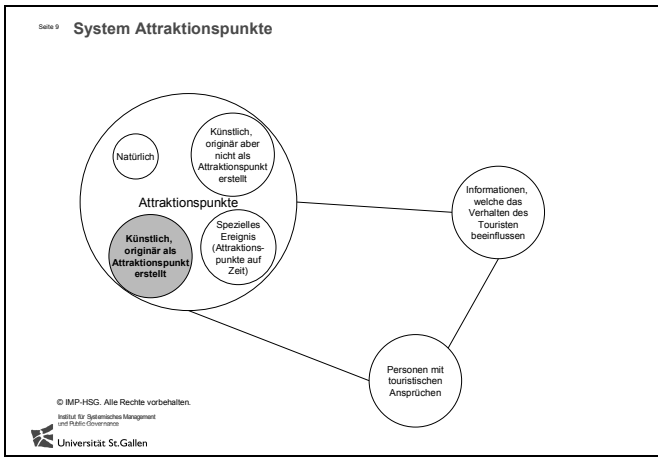 Seite 9 System Attraktionspunkte
Natürlich
Künstlich,
originär aber
nicht als
Attraktionspunkt
erstellt
Attraktionspunkte
Künstlich,
originär als
Attraktionspunkt
erstellt
Spezielles
Ereignis
(Attraktions-
punkte auf
Zeit)
Informationen,
welche das
Verhalten des
Touristen
beeinflussen
Personen mit
touristischen
Ansprüchen
© IMP-HSG. Alle Rechte vorbehalten.
Institut für Systemisches Management
und Public Governance
Universität St.Gallen